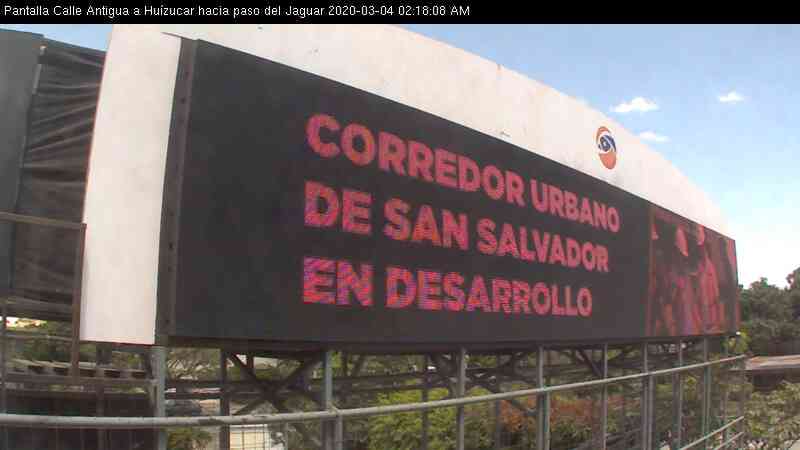 Pantalla Calle Antigua a Huízucar hacia paso del Jaguar 2020-03-04 02:18:08 AM
CORREDOR URBANO
DE SAN SALVADOR
EN DESARROLLO